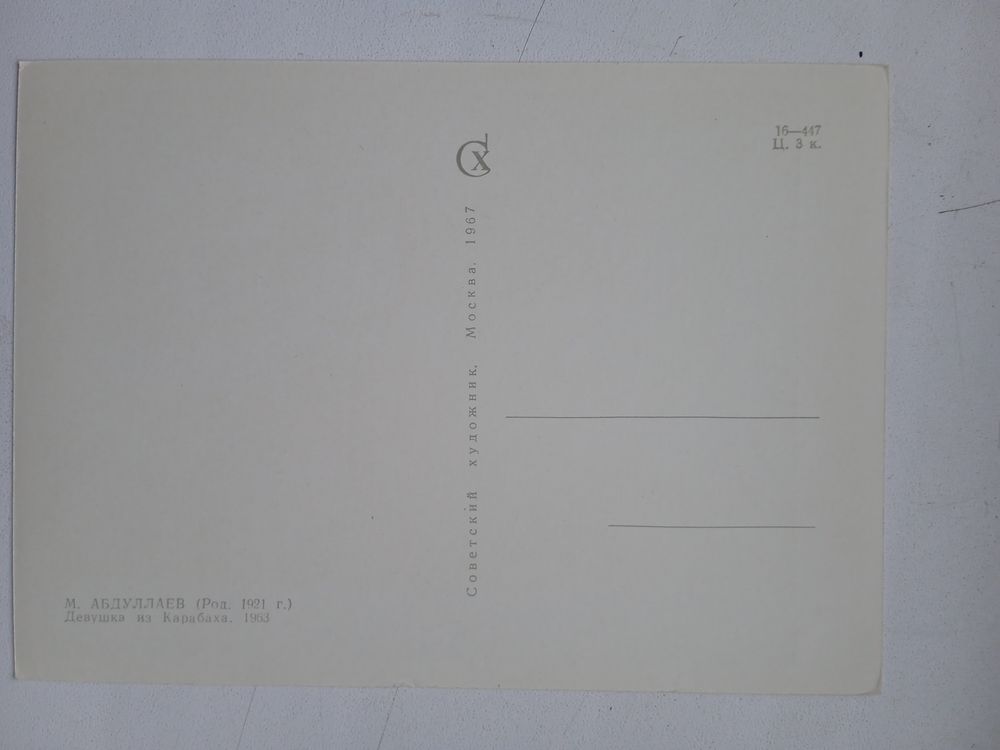 М. АБДУЛЛАЕВ (Род. 1921 г.)
Девушка из Карабаха. 1963
СХ
Советский художник, Москва. 1967
16—447
Ц. 3 к.